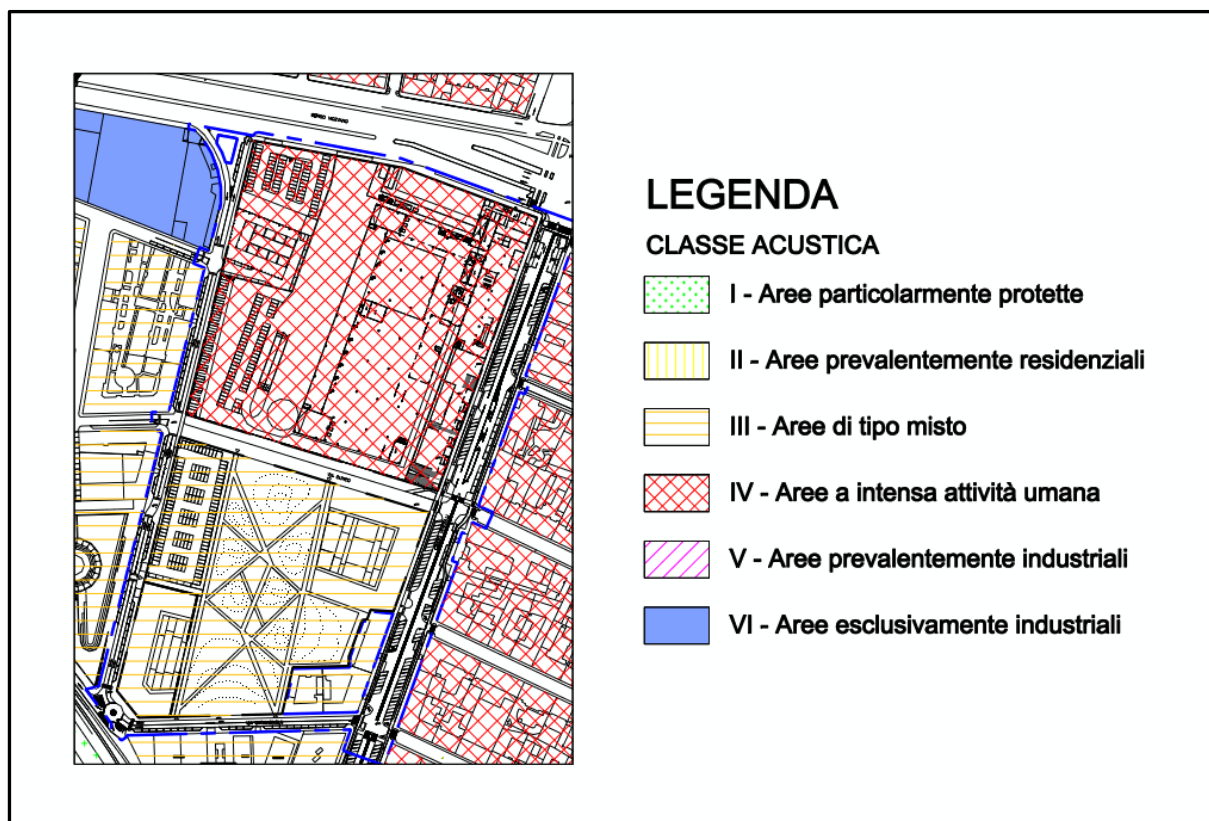 LEGENDA
CLASSE ACUSTICA
I - Aree particolarmente protette
II - Aree prevalentemente residenziali
III - Aree di tipo misto
IV - Aree a intensa attività umana
V - Aree prevalentemente industriali
VI - Aree esclusivamente industriali